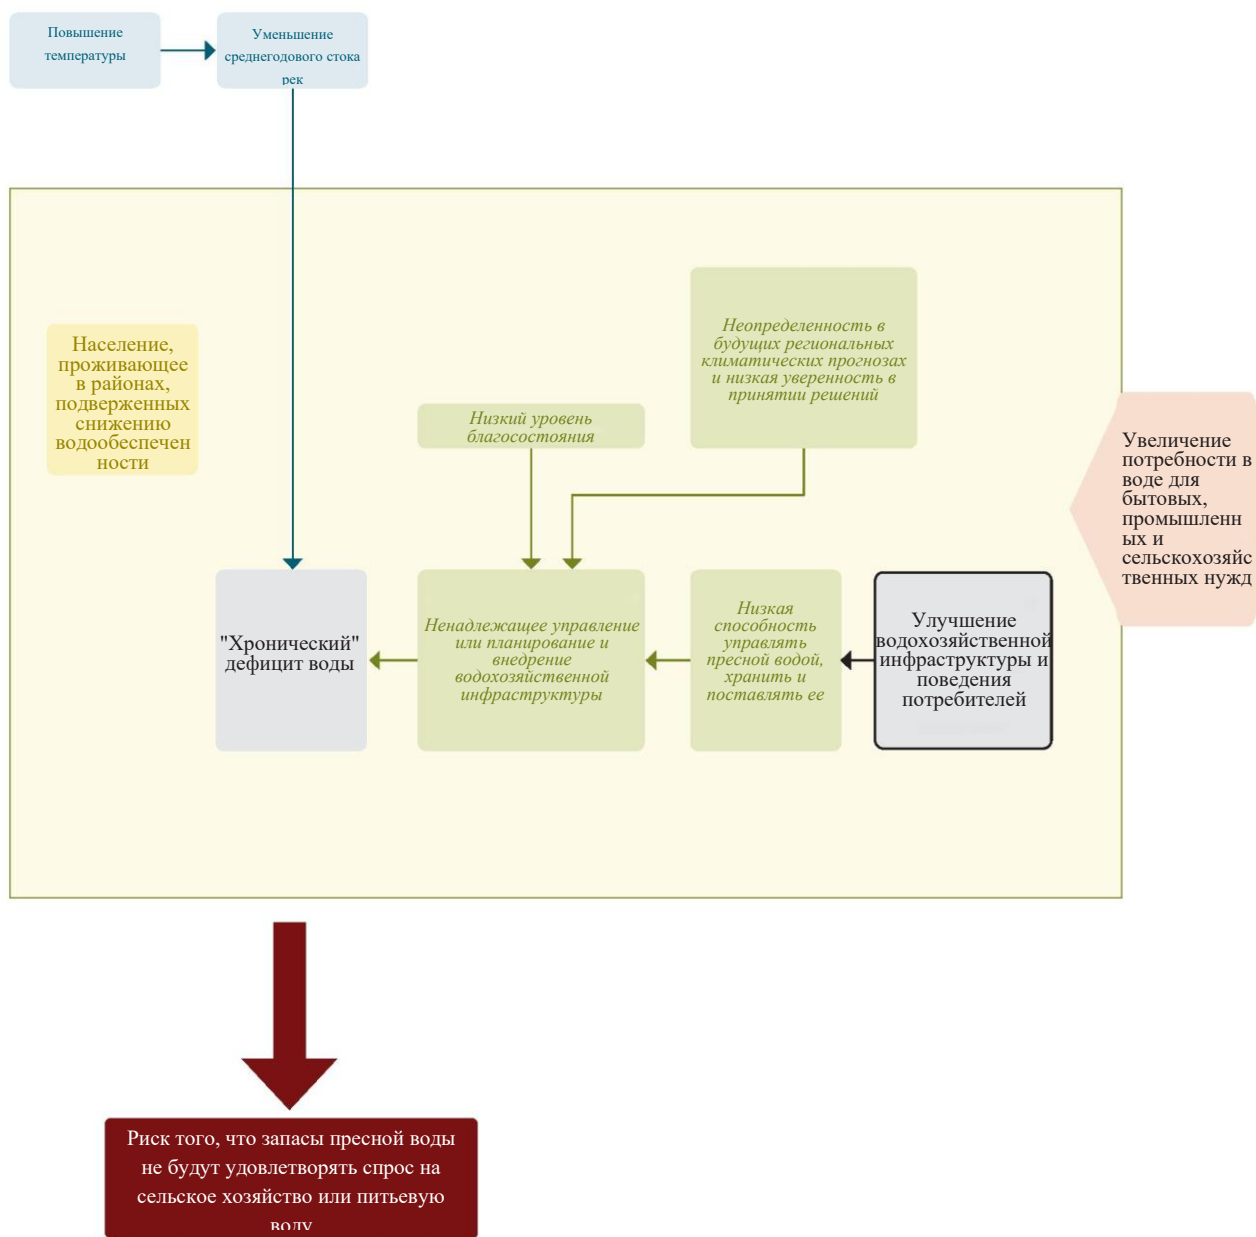 Повышение
температуры
Уменьшение
среднегодового стока
рек
Население,
проживающее
в районах,
подверженных
снижению
водообеспечен
ности
Низкий уровень
благосостояния
Неопределенность в
будущих региональных
климатических прогнозах
и низкая уверенность в
принятии решений
Увеличение
потребности в
воде для
бытовых,
промышленн
ых и
сельскохозяйс
твенных нужд
"Хронический"
дефицит воды
Ненадлежащее управление
или планирование и
внедрение
водохозяйственной
инфраструктуры
Низкая
способность
управлять
пресной водой,
хранить и
поставлять ее
Улучшение
водохозяйственной
инфраструктуры и
поведения
потребителей
Риск того, что запасы пресной воды
не будут удовлетворять спрос на
сельское хозяйство или питьевую
воду